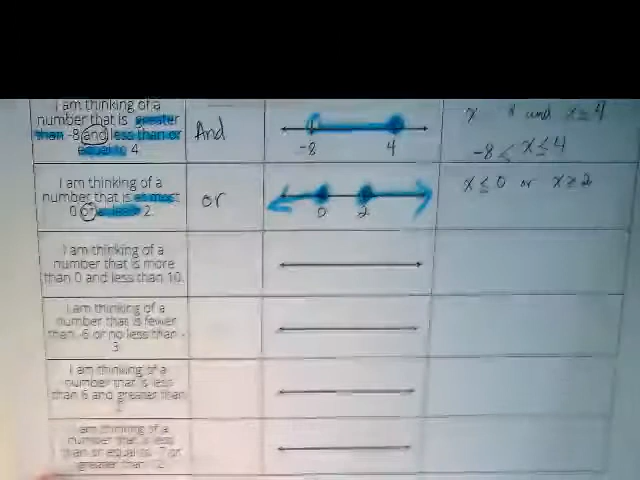 I am thinking of a
number that is greater
than -8 and less than or
equal to 4.
And
-8
4
x ≤ 4
-8 < x ≤ 4
I am thinking of a
number that is at most
0 or at least 2.
or
0
2
x ≤ 0 or x ≥ 2
I am thinking of a
number that is more
than 0 and less than 10.
I am thinking of a
number that is fewer
than -6 or no less than -
3
I am thinking of a
number that is less
than 6 and greater than
I am thinking of a
number that is less
than or equal to 7 or
greater than 12